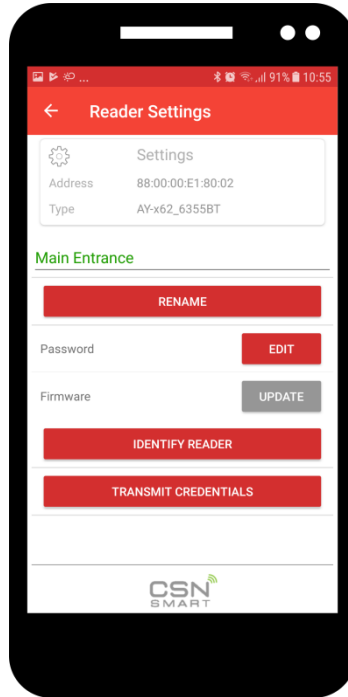 ... 91% 10:55
Reader Settings
Settings
Address 88:00:00:E1:80:02
Type AY-x62_6355BT
Main Entrance
RENAME
Password EDIT
Firmware UPDATE
IDENTIFY READER
TRANSMIT CREDENTIALS
CSN
SMART